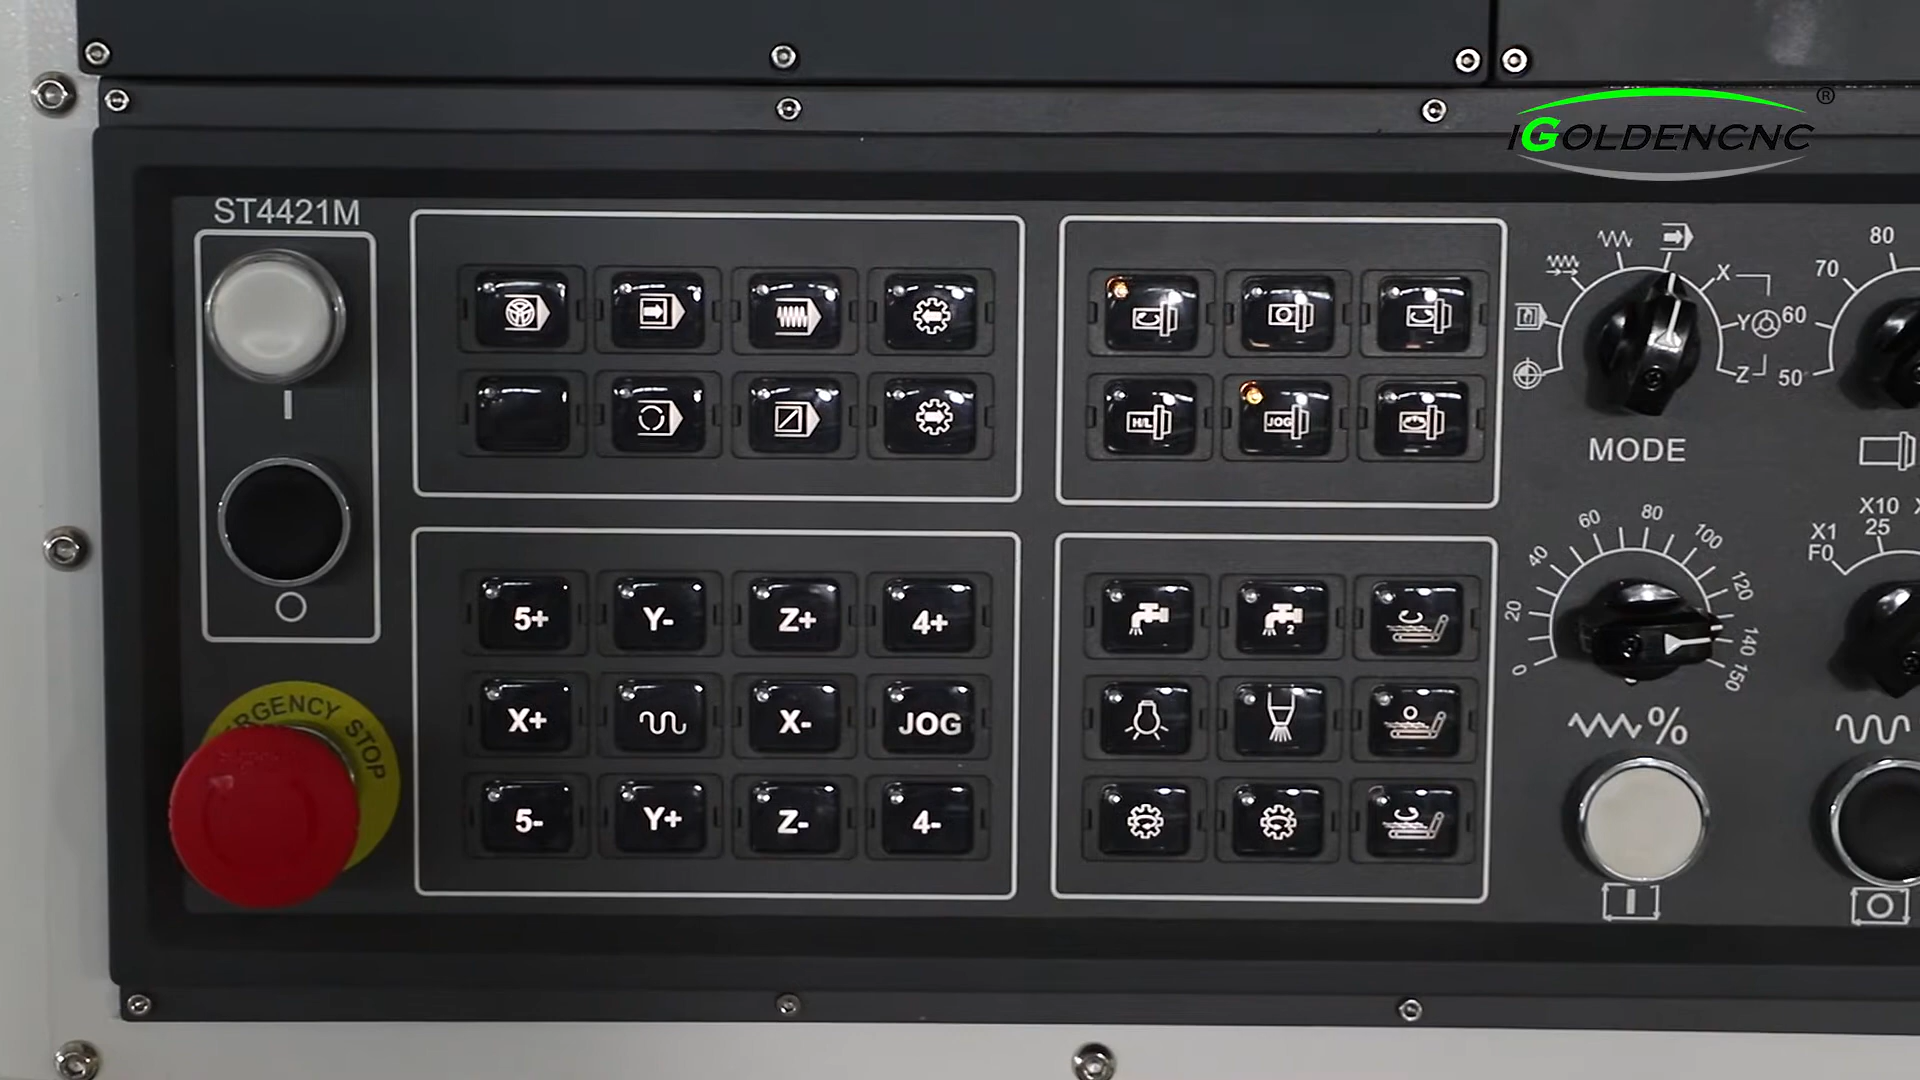 iGOLDENCNC®
ST4421M
EMERGENCY STOP
5+ Y- Z+ 4+
X+ X- JOG
5- Y+ Z- 4-
H/L JOG
2
C
C
X
Y
Z
MODE
50 60 70 80
0 20 40 60 80 100 120 140 150
%
X1 X10
F0 25